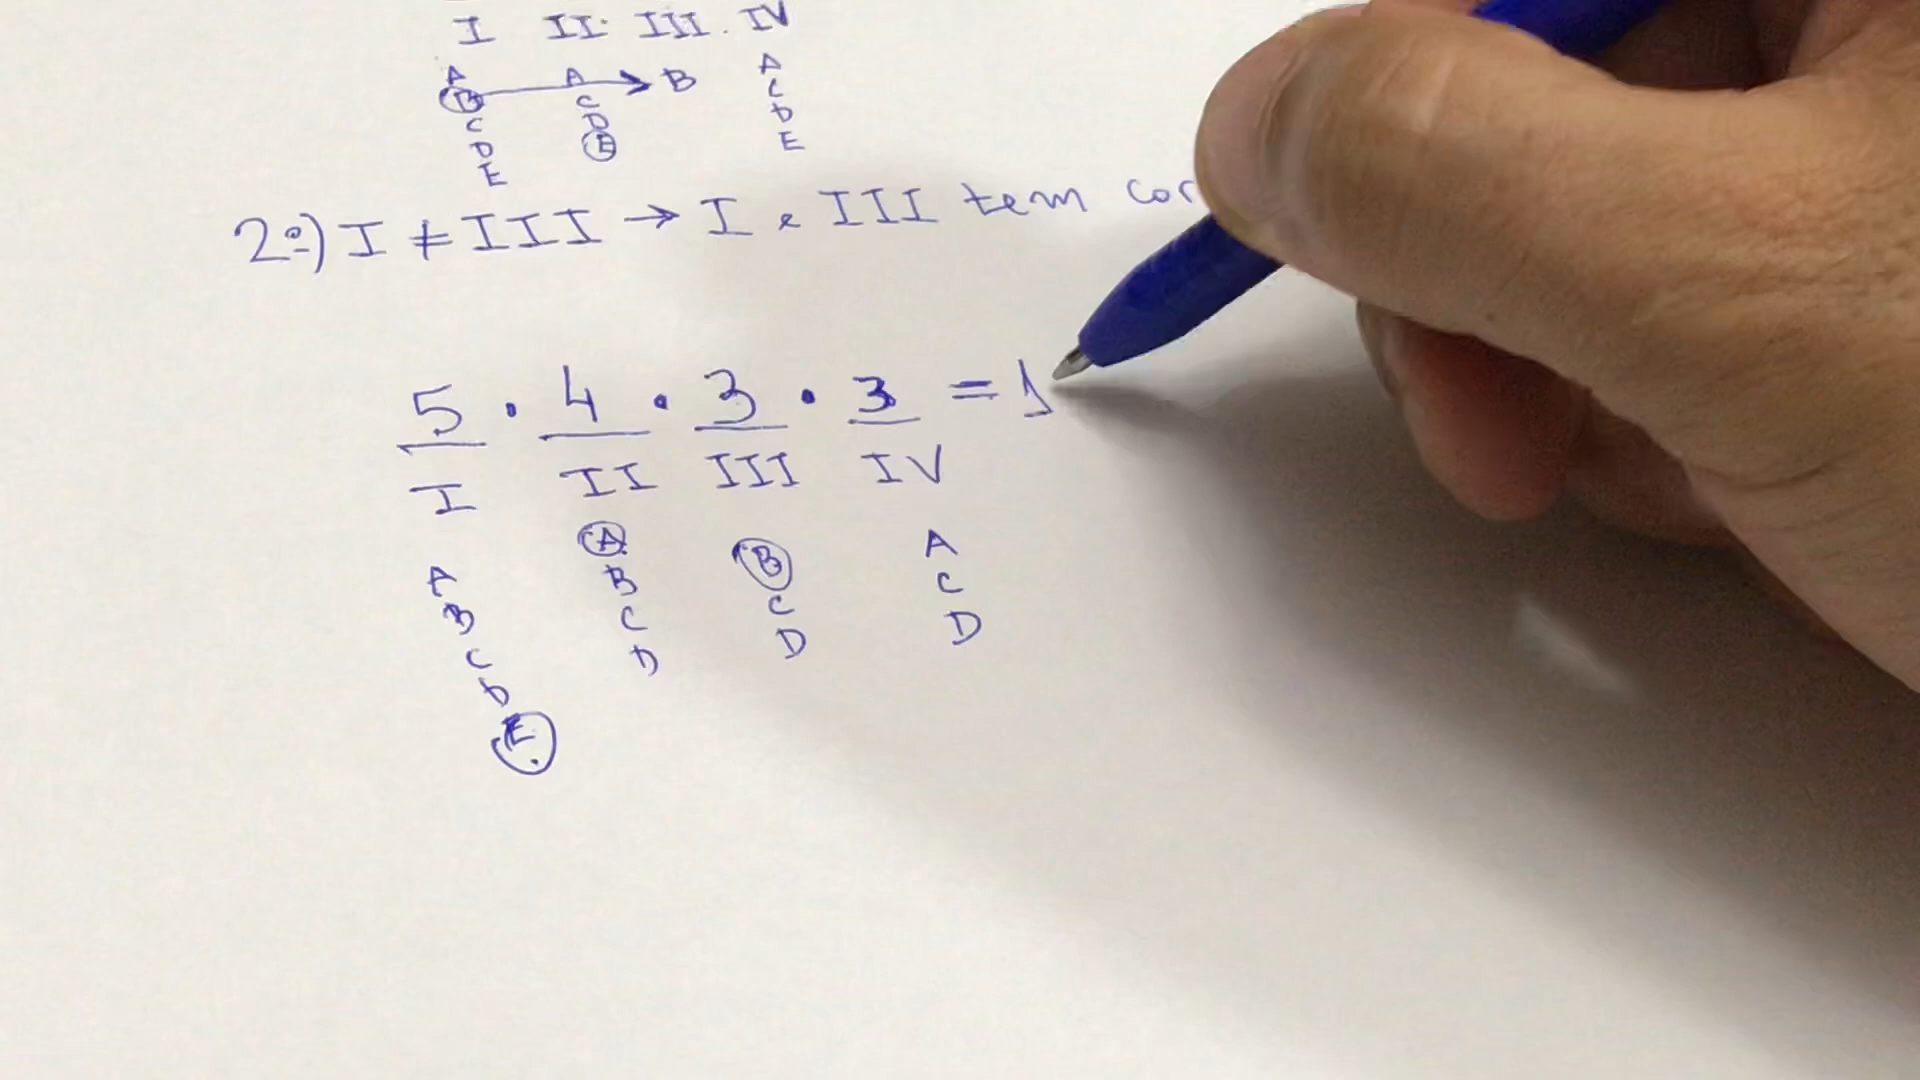 I II III. IV
A A B A
B C C
C D D
D E E
E
2º) I ≠ III → I e III tem cor
5 . 4 . 3 . 3 = 1
I II III IV
A A B A
B B C C
C C D D
D D
E